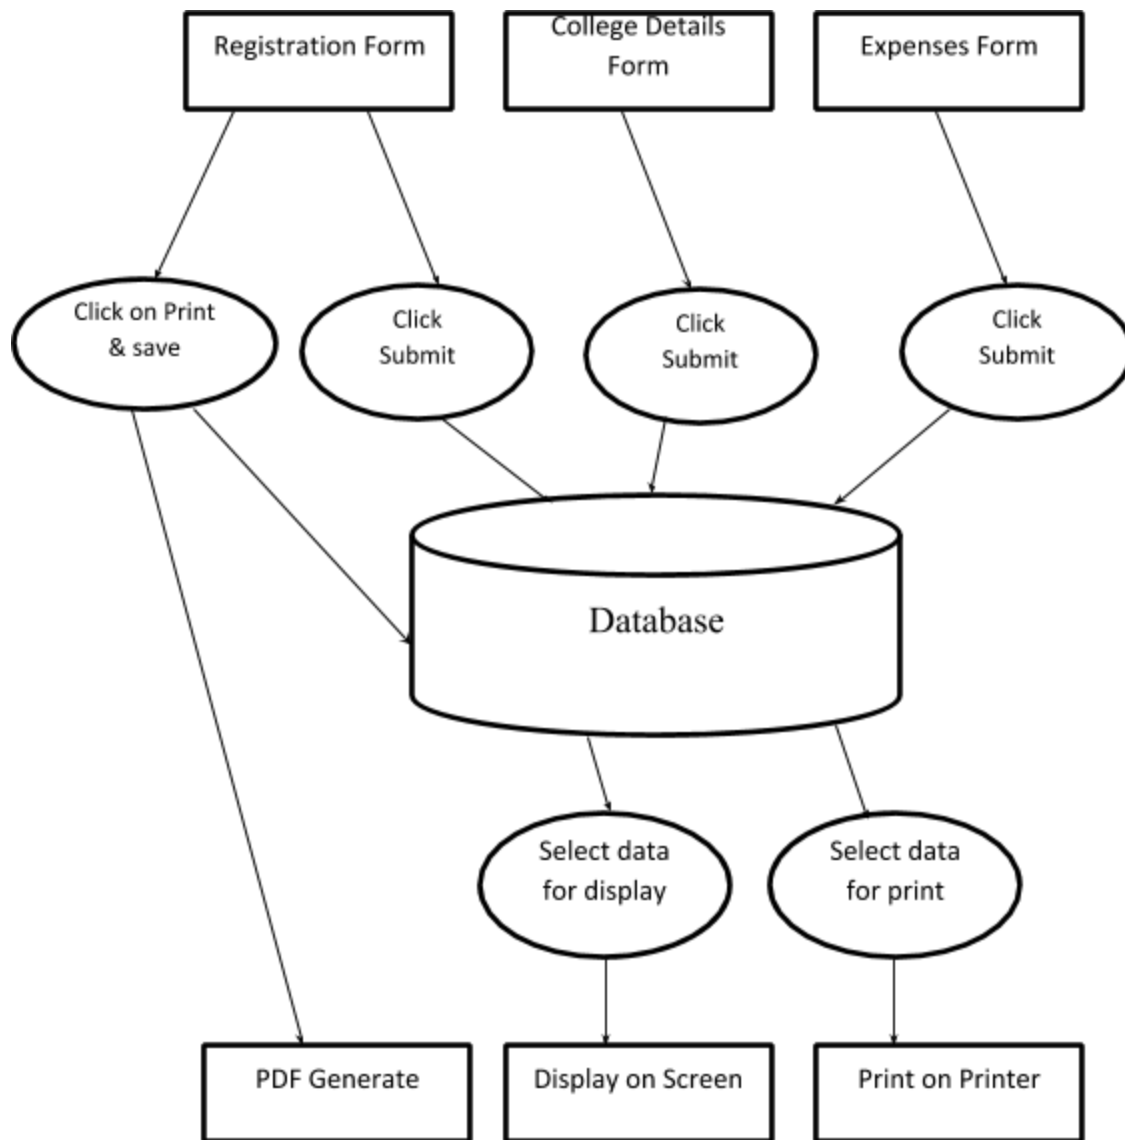 Registration Form
College Details
Form
Expenses Form
Click on Print
& save
Click
Submit
Click
Submit
Click
Submit
Database
Select data
for display
Select data
for print
PDF Generate
Display on Screen
Print on Printer